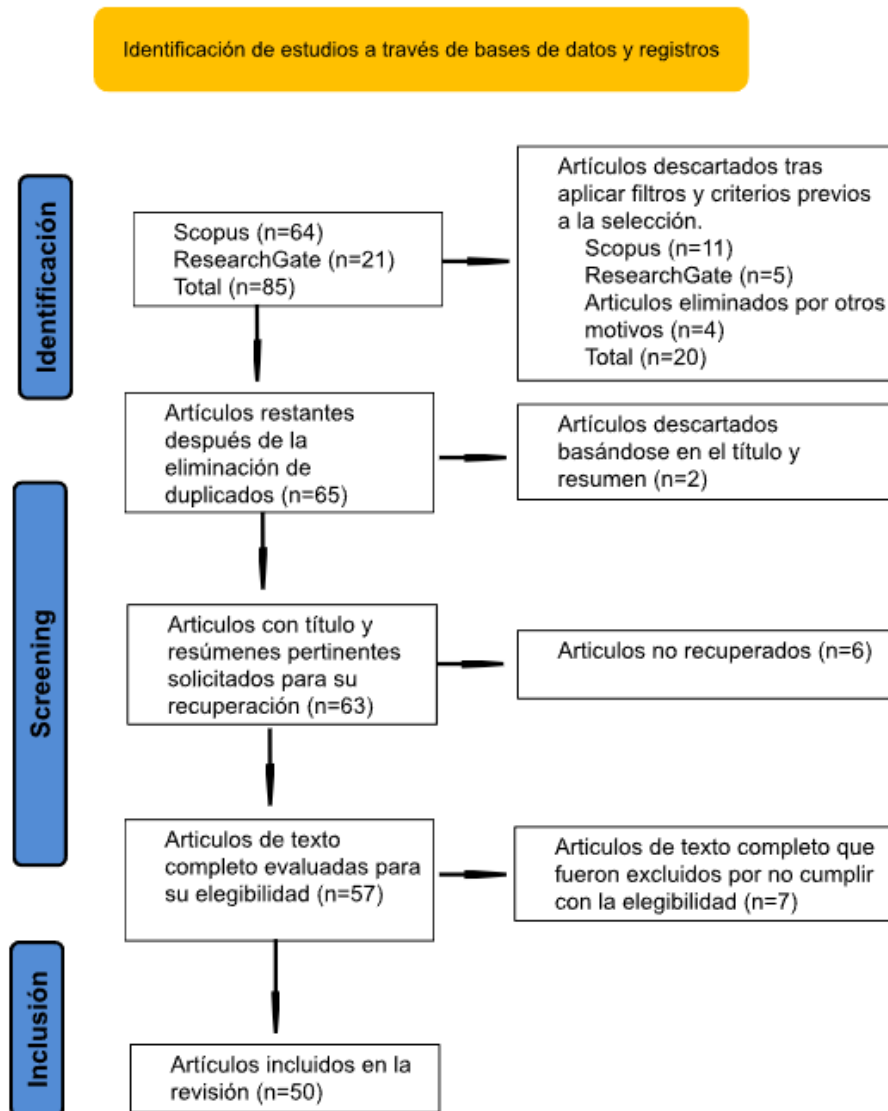 Identificación de estudios a través de bases de datos y registros
Identificación
Scopus (n=64)
ResearchGate (n=21)
Total (n=85)
Artículos descartados tras
aplicar filtros y criterios previos
a la selección.
Scopus (n=11)
ResearchGate (n=5)
Articulos eliminados por otros
motivos (n=4)
Total (n=20)
Artículos restantes
después de la
eliminación de
duplicados (n=65)
Artículos descartados
basándose en el título y
resumen (n=2)
Screening
Articulos con título y
resúmenes pertinentes
solicitados para su
recuperación (n=63)
Articulos no recuperados (n=6)
Articulos de texto
completo evaluadas para
su elegibilidad (n=57)
Articulos de texto completo que
fueron excluidos por no cumplir
con la elegibilidad (n=7)
Inclusión
Artículos incluidos en la
revisión (n=50)